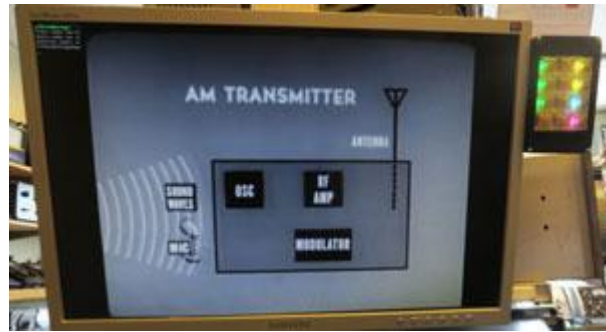 AM TRANSMITTER
ANTENNA
SOUND
WAVES
OSC
RF
AMP
MIC
MODULATOR